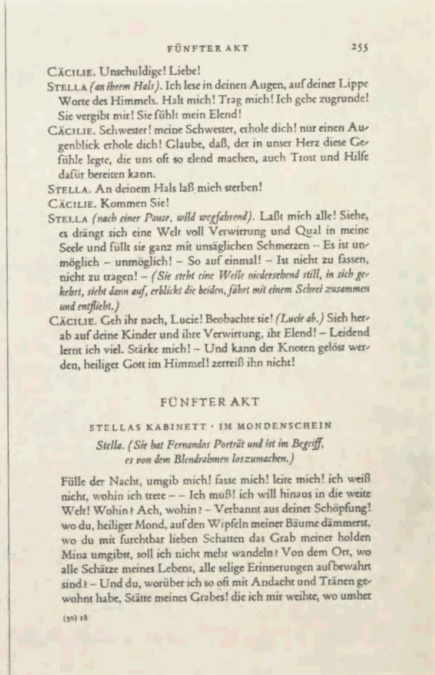 FÜNFTER AKT 255
CÄCILIE. Unschuldige! Liebe!
STELLA (an ihrem Hals). Ich lese in deinen Augen, auf deiner Lippe
Worte des Himmels. Halt mich! Trag mich! Ich gehe zugrunde!
Sie vergibt mir! Sie fühlt mein Elend!
CÄCILIE. Schwester! meine Schwester, erhole dich! nur einen Au-
genblick erhole dich! Glaube, daß, der in unser Herz diese Ge-
fühle legte, die uns oft so elend machen, auch Trost und Hilfe
dafür bereiten kann.
STELLA. An deinem Hals laß mich sterben!
CÄCILIE. Kommen Sie!
STELLA (nach einer Pause, wild wegfahrend). Laßt mich alle! Siehe,
es drängt sich eine Welt voll Verwirrung und Qual in meine
Seele und füllt sie ganz mit unsäglichen Schmerzen – Es ist un-
möglich – unmöglich! – So auf einmal! – Ist nicht zu fassen,
nicht zu tragen! – (Sie steht eine Weile niedersehend still, in sich ge-
kehrt, sieht dann auf, erblickt die beiden, fährt mit einem Schrei zusammen
und entflieht.)
CÄCILIE. Geh ihr nach, Lucie! Beobachte sie! (Lucie ab.) Sieh her-
ab auf deine Kinder und ihre Verwirrung, ihr Elend! – Leidend
lernt ich viel. Stärke mich! – Und kann der Knoten gelöst wer-
den, heiliger Gott im Himmel! zerreiß ihn nicht!
FÜNFTER AKT
STELLAS KABINETT · IM MONDENSCHEIN
Stella. (Sie hat Fernandos Porträt und ist im Begriff,
es von dem Blendrahmen loszumachen.)
Fülle der Nacht, umgib mich! fasse mich! leite mich! ich weiß
nicht, wohin ich trete – – Ich muß! ich will hinaus in die weite
Welt! Wohin? Ach, wohin? – Verbannt aus deiner Schöpfung!
wo du, heiliger Mond, auf den Wipfeln meiner Bäume dämmerst,
wo du mit furchtbar lieben Schatten das Grab meiner holden
Mina umgibst, soll ich nicht mehr wandeln? Von dem Ort, wo
alle Schätze meines Lebens, alle selige Erinnerungen aufbewahrt
sind? – Und du, worüber ich so oft mit Andacht und Tränen ge-
wohnt habe, Stätte meines Grabes! die ich mir weihte, wo umher
(30) 18